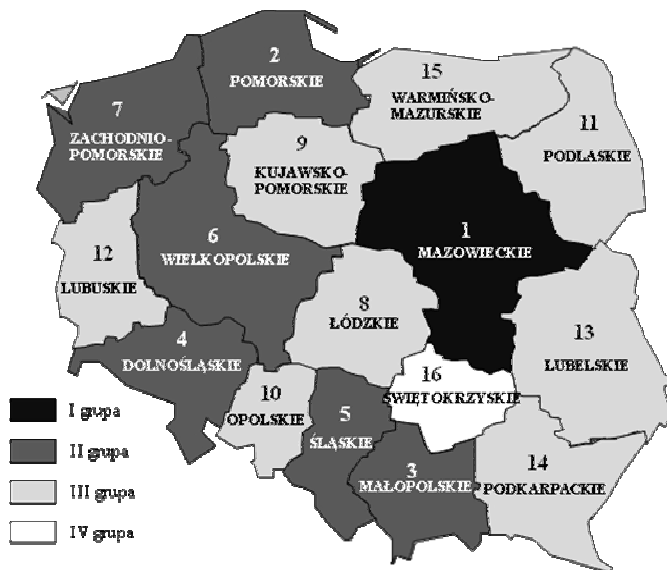 2
POMORSKIE
15
WARMIŃSKO-
MAZURSKIE
7
ZACHODNIO-
POMORSKIE
11
PODLASKIE
9
KUJAWSKO-
POMORSKIE
1
MAZOWIECKIE
6
WIELKOPOLSKIE
12
LUBUSKIE
8
ŁÓDZKIE
13
LUBELSKIE
4
DOLNOŚLĄSKIE
16
ŚWIĘTOKRZYSKIE
10
OPOLSKIE
5
ŚLĄSKIE
3
MAŁOPOLSKIE
14
PODKARPACKIE
I grupa
II grupa
III grupa
IV grupa